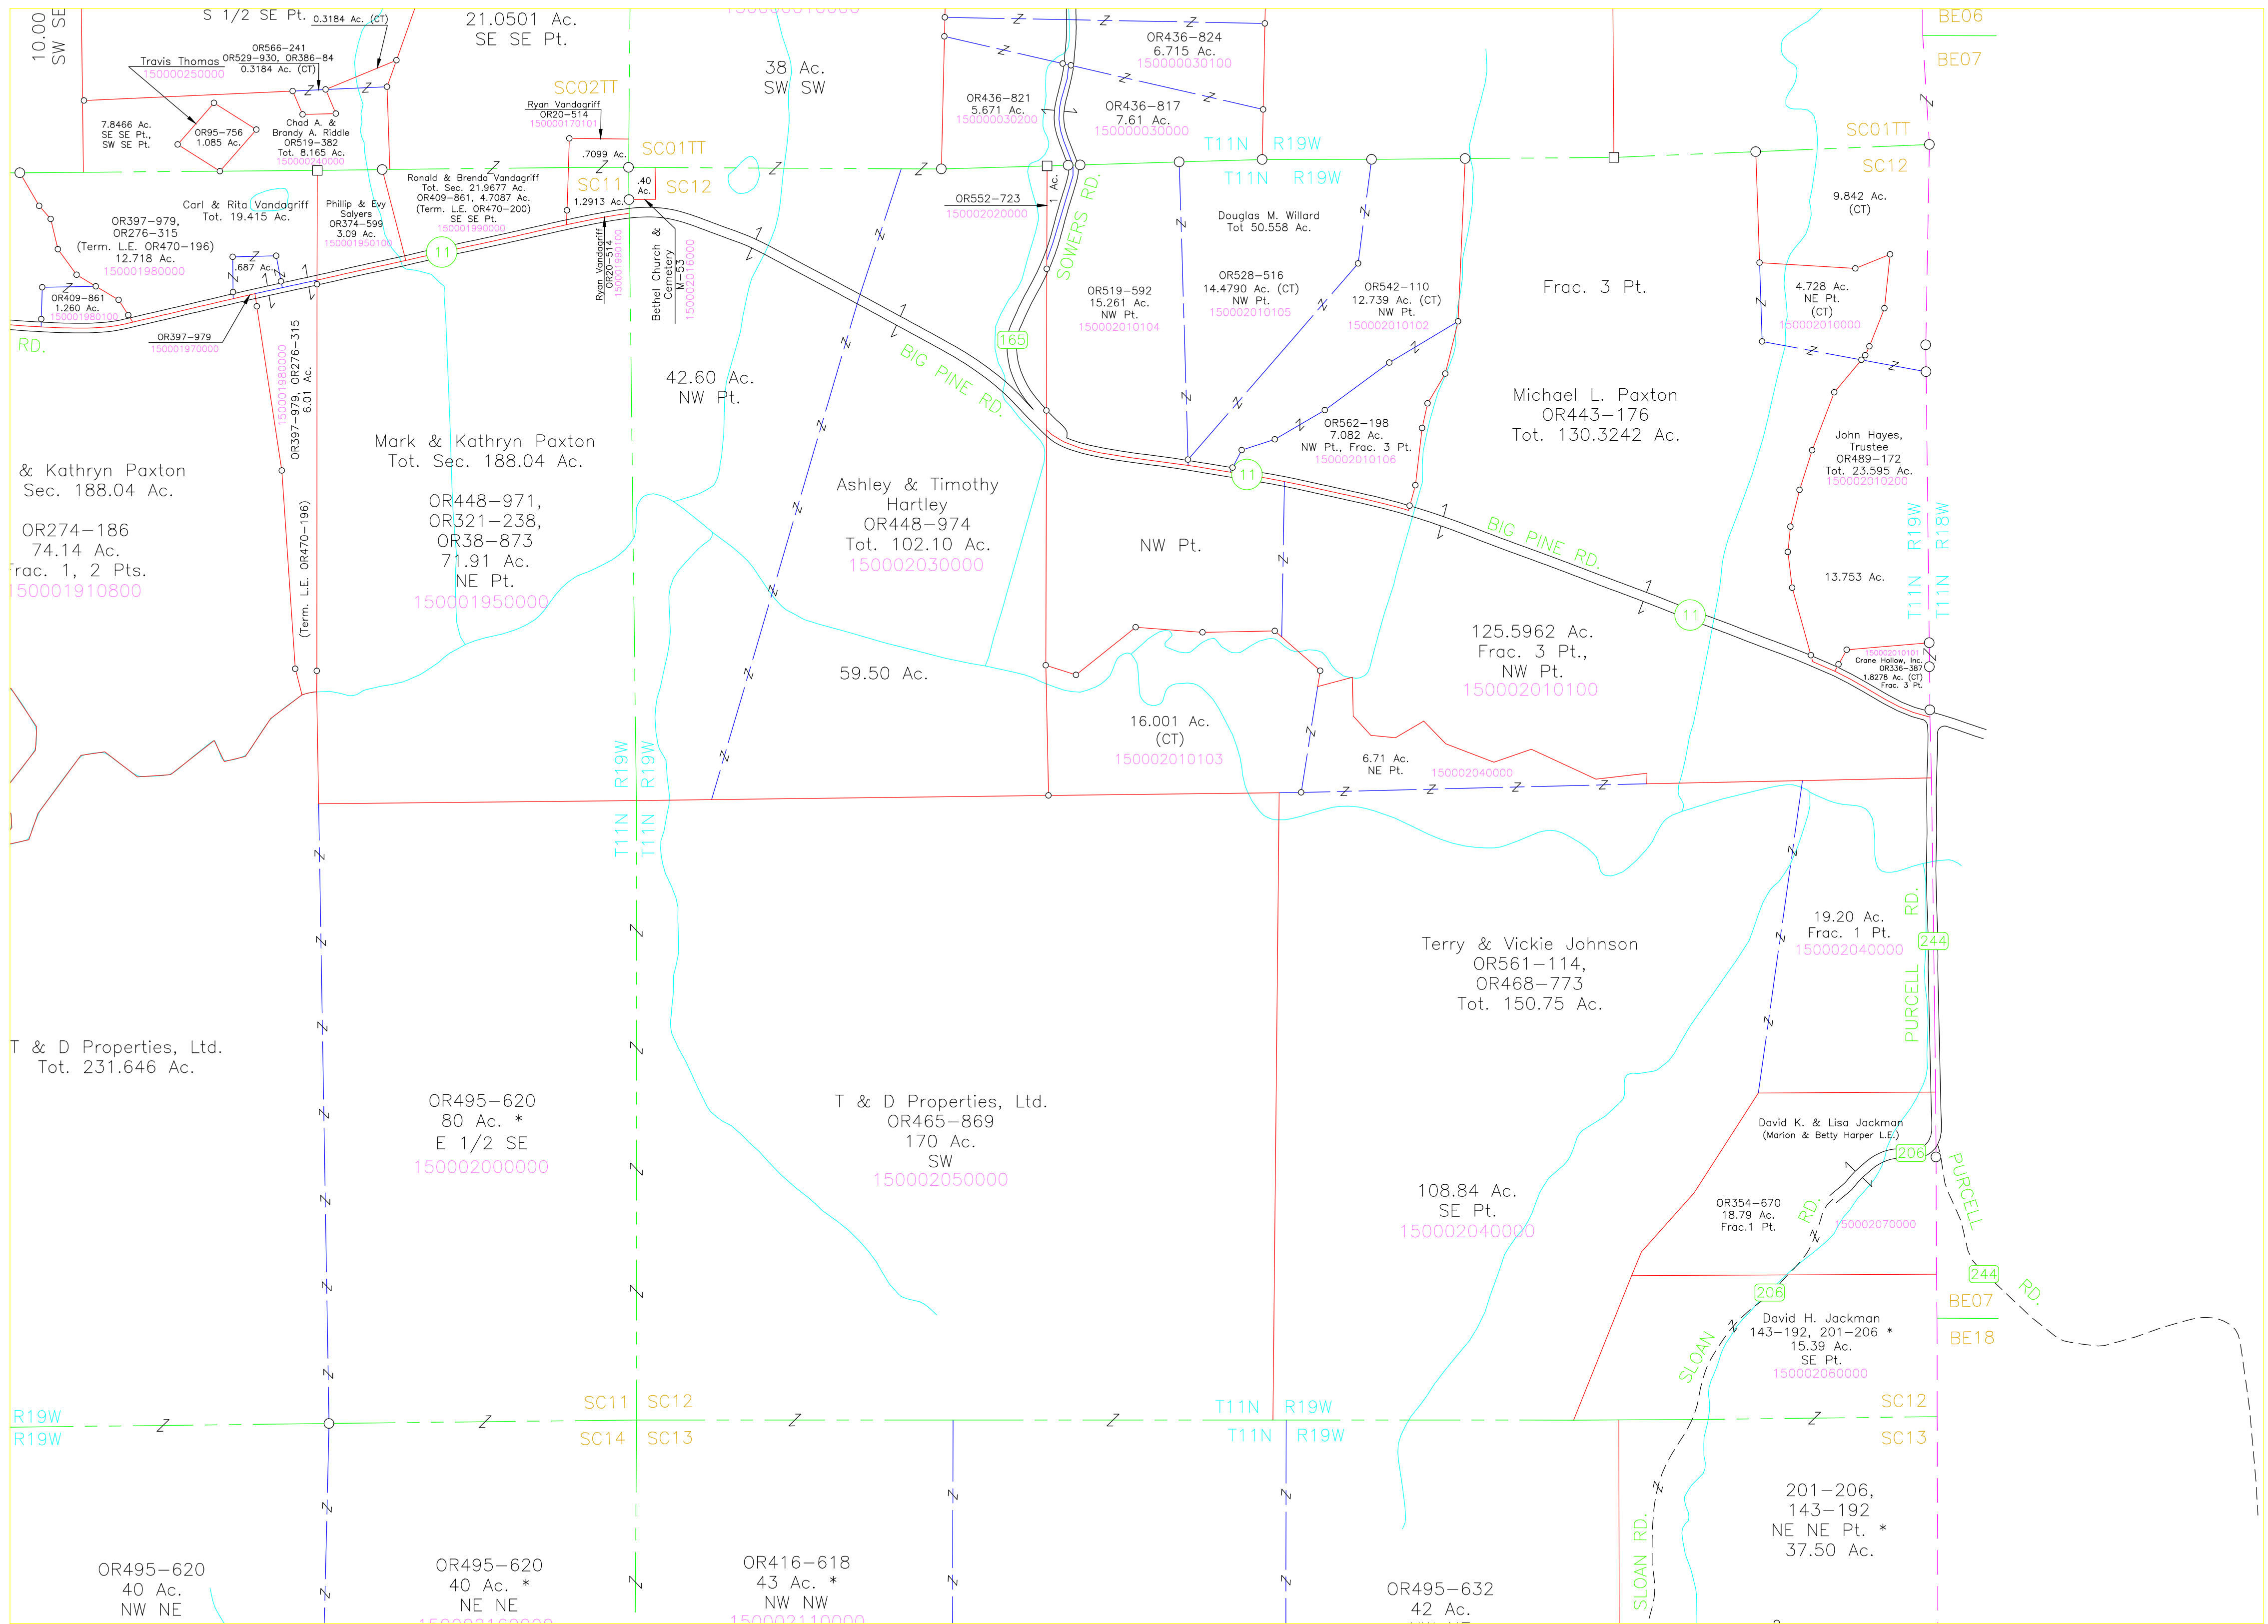 10.00
SW SE
S 1/2 SE Pt.
0.3184 Ac. (CT)
OR566-241
OR529-930, OR386-84
0.3184 Ac. (CT)
Travis Thomas
150000250000
7.8466 Ac.
SE SE Pt.,
SW SE Pt.
OR95-756
1.085 Ac.
Chad A. &
Brandy A. Riddle
OR519-382
Tot. 8.165 Ac.
150000240000
21.0501 Ac.
SE SE Pt.
SC02TT
Ryan Vandagriff
OR20-514
150000170101
.7099 Ac.
SC01TT
SC11
SC12
38 Ac.
SW SW
OR436-824
6.715 Ac.
150000030100
OR436-821
5.671 Ac.
150000030200
OR436-817
7.61 Ac.
150000030000
T11N R19W
T11N R19W
BE06
BE07
SC01TT
SC12
Carl & Rita Vandagriff
Tot. 19.415 Ac.
OR397-979,
OR276-315
(Term. L.E. OR470-196)
12.718 Ac.
150001980000
.687 Ac.
OR409-861
1.260 Ac.
150001980100
OR397-979
150001970000
RD.
Phillip & Evy
Salyers
OR374-599
3.09 Ac.
150001950100
Ronald & Brenda Vandagriff
Tot. Sec. 21.9677 Ac.
OR409-861, 4.7087 Ac.
(Term. L.E. OR470-200)
SE SE Pt.
150001990000
11
1.2913 Ac.
.40
Ac.
Ryan Vandagriff
OR20-514
150001990100
Bethel Church &
Cemetery
M-53
150002016000
OR552-723
150002020000
1 Ac.
SOWERS RD.
165
BIG PINE RD.
Douglas M. Willard
Tot 50.558 Ac.
OR519-592
15.261 Ac.
NW Pt.
150002010104
OR528-516
14.4790 Ac. (CT)
NW Pt.
150002010105
OR542-110
12.739 Ac. (CT)
NW Pt.
150002010102
OR562-198
7.082 Ac.
NW Pt., Frac. 3 Pt.
150002010106
11
Frac. 3 Pt.
Michael L. Paxton
OR443-176
Tot. 130.3242 Ac.
9.842 Ac.
(CT)
4.728 Ac.
NE Pt.
(CT)
150002010000
John Hayes,
Trustee
OR489-172
Tot. 23.595 Ac.
150002010200
13.753 Ac.
T11N R19W
T11N R18W
150001980000
OR397-979, OR276-315
6.01 Ac.
(Term. L.E. OR470-196)
& Kathryn Paxton
Sec. 188.04 Ac.
OR274-186
74.14 Ac.
Frac. 1, 2 Pts.
150001910800
Mark & Kathryn Paxton
Tot. Sec. 188.04 Ac.
OR448-971,
OR321-238,
OR38-873
71.91 Ac.
NE Pt.
150001950000
42.60 Ac.
NW Pt.
Ashley & Timothy
Hartley
OR448-974
Tot. 102.10 Ac.
150002030000
59.50 Ac.
NW Pt.
BIG PINE RD.
11
125.5962 Ac.
Frac. 3 Pt.,
NW Pt.
150002010100
150002010101
Crane Hollow, Inc.
OR336-387
1.8278 Ac. (CT)
Frac. 3 Pt.
16.001 Ac.
(CT)
150002010103
6.71 Ac.
NE Pt.
150002040000
T11N R19W
T11N R19W
Terry & Vickie Johnson
OR561-114,
OR468-773
Tot. 150.75 Ac.
19.20 Ac.
Frac. 1 Pt.
150002040000
PURCELL RD.
244
T & D Properties, Ltd.
Tot. 231.646 Ac.
OR495-620
80 Ac. *
E 1/2 SE
150002000000
T & D Properties, Ltd.
OR465-869
170 Ac.
SW
150002050000
108.84 Ac.
SE Pt.
150002040000
David K. & Lisa Jackman
(Marion & Betty Harper L.E.)
206
OR354-670
18.79 Ac.
Frac.1 Pt.
150002070000
SLOAN RD.
206
PURCELL RD.
244
BE07
BE18
David H. Jackman
143-192, 201-206 *
15.39 Ac.
SE Pt.
150002060000
R19W
R19W
SC11
SC12
SC14
SC13
T11N R19W
T11N R19W
SC12
SC13
SLOAN RD.
201-206,
143-192
NE NE Pt. *
37.50 Ac.
OR495-620
40 Ac.
NW NE
OR495-620
40 Ac. *
NE NE
OR416-618
43 Ac. *
NW NW
150002110000
OR495-632
42 Ac.